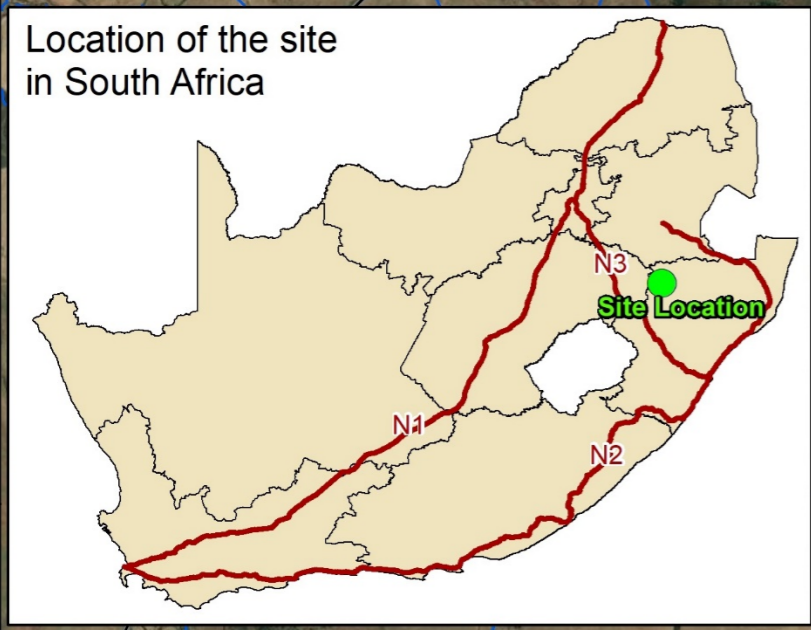 Location of the site
in South Africa
N3
Site Location
N1
N2